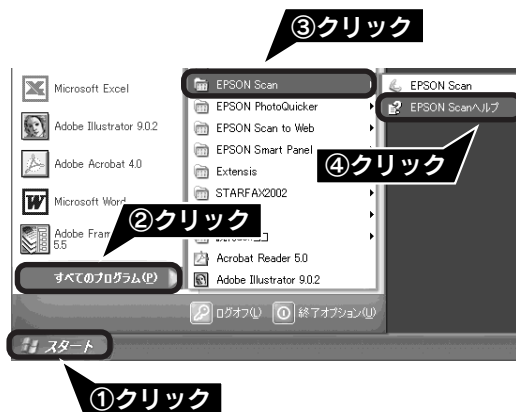 ③クリック
Microsoft Excel
Adobe Illustrator 9.0.2
Adobe Acrobat 4.0
Microsoft Word
Adobe Fram
5.5
②クリック
すべてのプログラム(P)
EPSON Scan
EPSON PhotoQuicker
EPSON Scan to Web
EPSON Smart Panel
Extensis
STARFAX2002
Acrobat Reader 5.0
Adobe Illustrator 9.0.2
EPSON Scan
EPSON Scanヘルプ
④クリック
ログオフ(L)
終了オプション(U)
スタート
①クリック